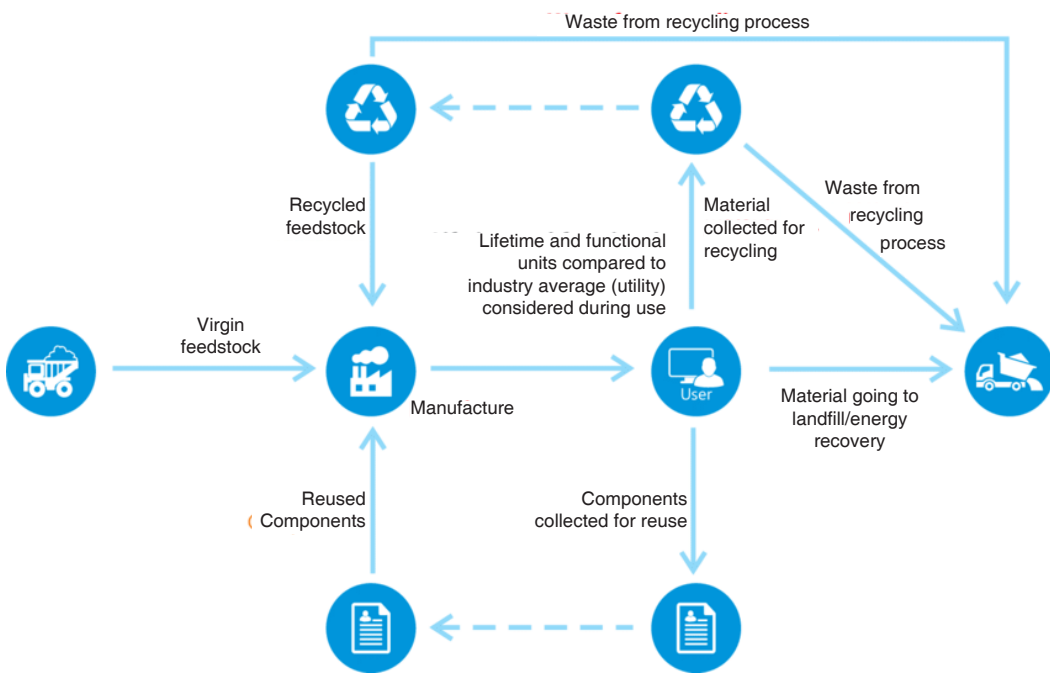 Waste from recycling process
Recycled
feedstock
Material
collected for
recycling
Waste from
recycling
process
Lifetime and functional
units compared to
industry average (utility)
considered during use
Virgin
feedstock
Manufacture
User
Material going to
landfill/energy
recovery
Reused
Components
Components
collected for reuse